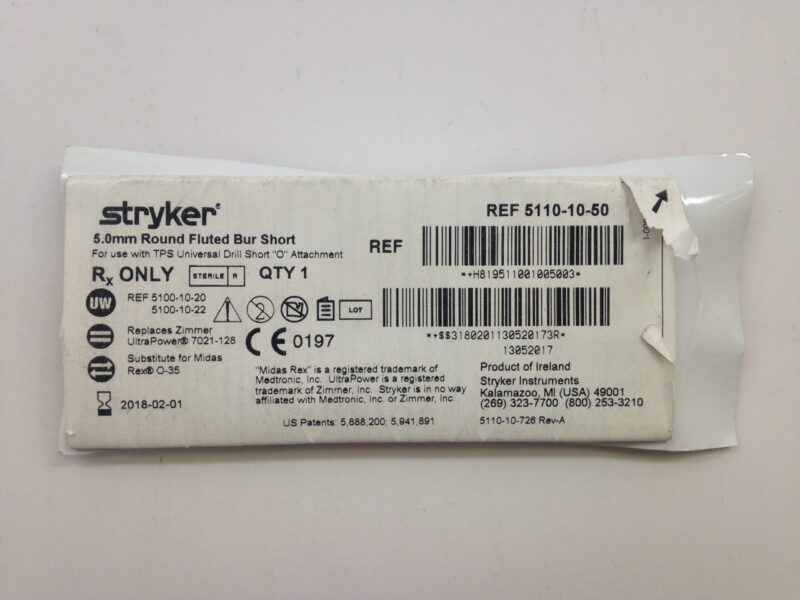 stryker®
REF 5110-10-50
5.0mm Round Fluted Bur Short
For use with TPS Universal Drill Short "O" Attachment
REF
*+H819511001005003*
Rx ONLY
STERILE R
QTY 1
UW
REF 5100-10-20
5100-10-22
2
LOT
*+$$3180201130520173R*
13052017
Replaces Zimmer
UltraPower® 7021-128
CE 0197
Substitute for Midas
Rex® O-35
"Midas Rex" is a registered trademark of
Medtronic, Inc. UltraPower is a registered
trademark of Zimmer, Inc. Stryker is in no way
affiliated with Medtronic, Inc. or Zimmer, Inc.
Product of Ireland
Stryker Instruments
Kalamazoo, MI (USA) 49001
(269) 323-7700 (800) 253-3210
2018-02-01
US Patents: 5,888,200; 5,941,891
5110-10-726 Rev-A